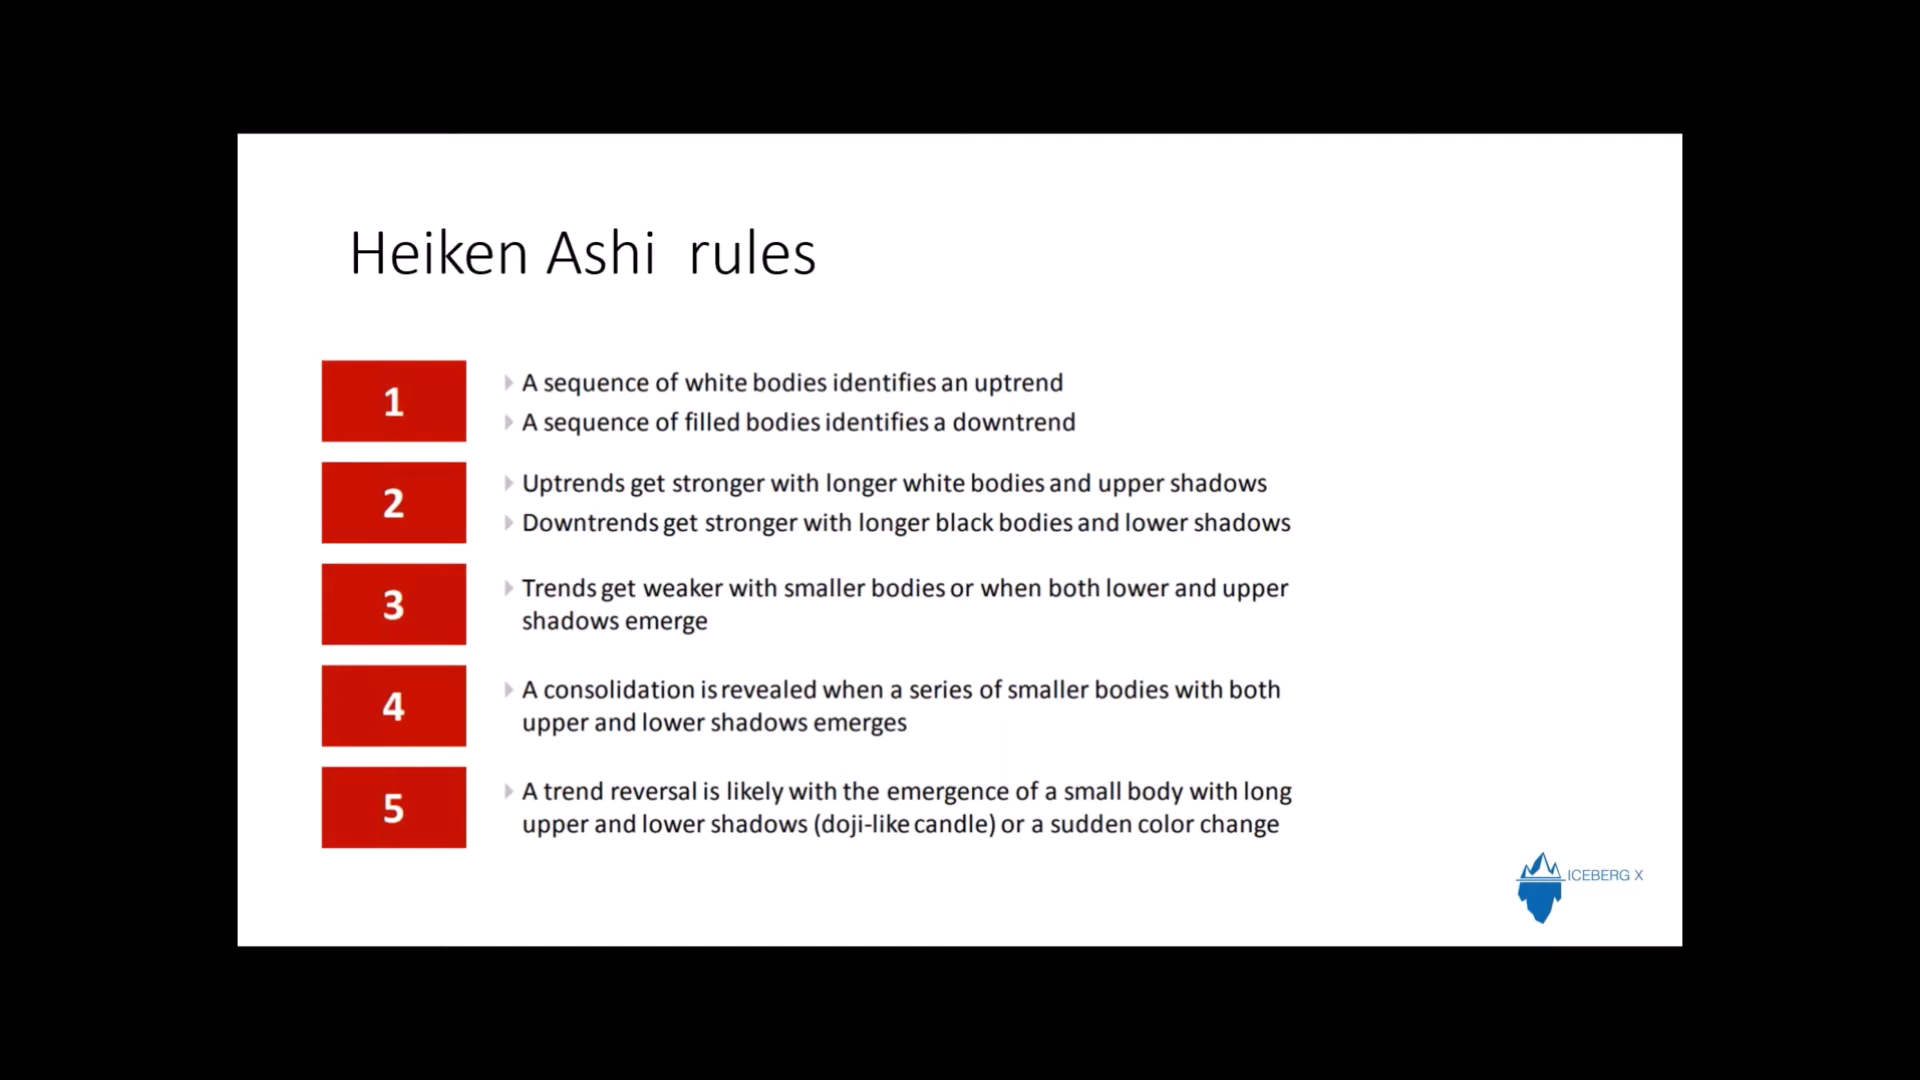 Heiken Ashi  rules
1
A sequence of white bodies identifies an uptrend
A sequence of filled bodies identifies a downtrend
2
Uptrends get stronger with longer white bodies and upper shadows
Downtrends get stronger with longer black bodies and lower shadows
3
Trends get weaker with smaller bodies or when both lower and upper
shadows emerge
4
A consolidation is revealed when a series of smaller bodies with both
upper and lower shadows emerges
5
A trend reversal is likely with the emergence of a small body with long
upper and lower shadows (doji-like candle) or a sudden color change
ICEBERG X